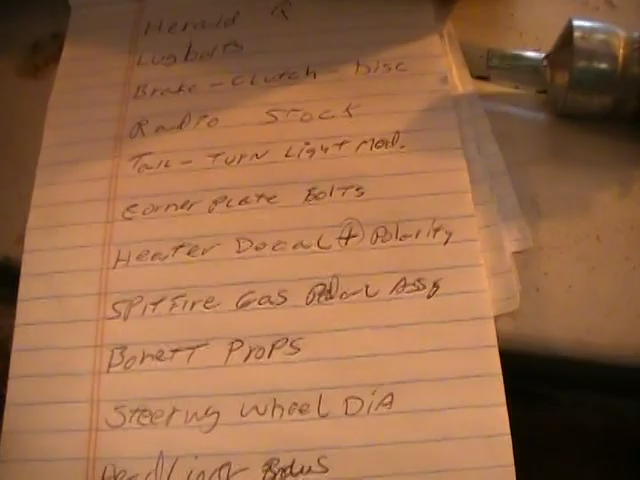 Herald
Lugbolts
Brake - Clutch - Disc
Radio Stock
Tail - Turn Light Mod.
Corner Plate Bolts
Heater Decal + Polarity
Spitfire Gas Pedal Assy
Bonett Props
Steering Wheel DiA